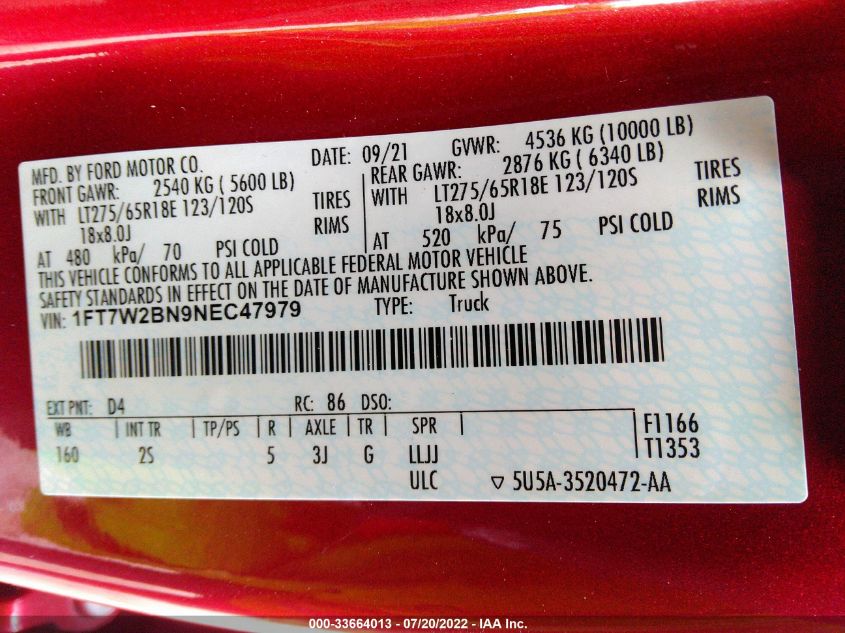 MFD. BY FORD MOTOR CO. DATE: 09/21 GVWR: 4536 KG (10000 LB)
FRONT GAWR: 2540 KG ( 5600 LB) REAR GAWR: 2876 KG ( 6340 LB)
WITH LT275/65R18E 123/120S TIRES WITH LT275/65R18E 123/120S TIRES
18x8.0J RIMS 18x8.0J RIMS
AT 480 kPa/ 70 PSI COLD AT 520 kPa/ 75 PSI COLD
THIS VEHICLE CONFORMS TO ALL APPLICABLE FEDERAL MOTOR VEHICLE
SAFETY STANDARDS IN EFFECT ON THE DATE OF MANUFACTURE SHOWN ABOVE.
VIN: 1FT7W2BN9NEC47979 TYPE: Truck
EXT PNT: D4 RC: 86 DSO:
WB INT TR TP/PS R AXLE TR SPR F1166
160 2S 5 3J G LLJJ T1353
ULC ▽ 5U5A-3520472-AA
000-33664013 - 07/20/2022 - IAA Inc.